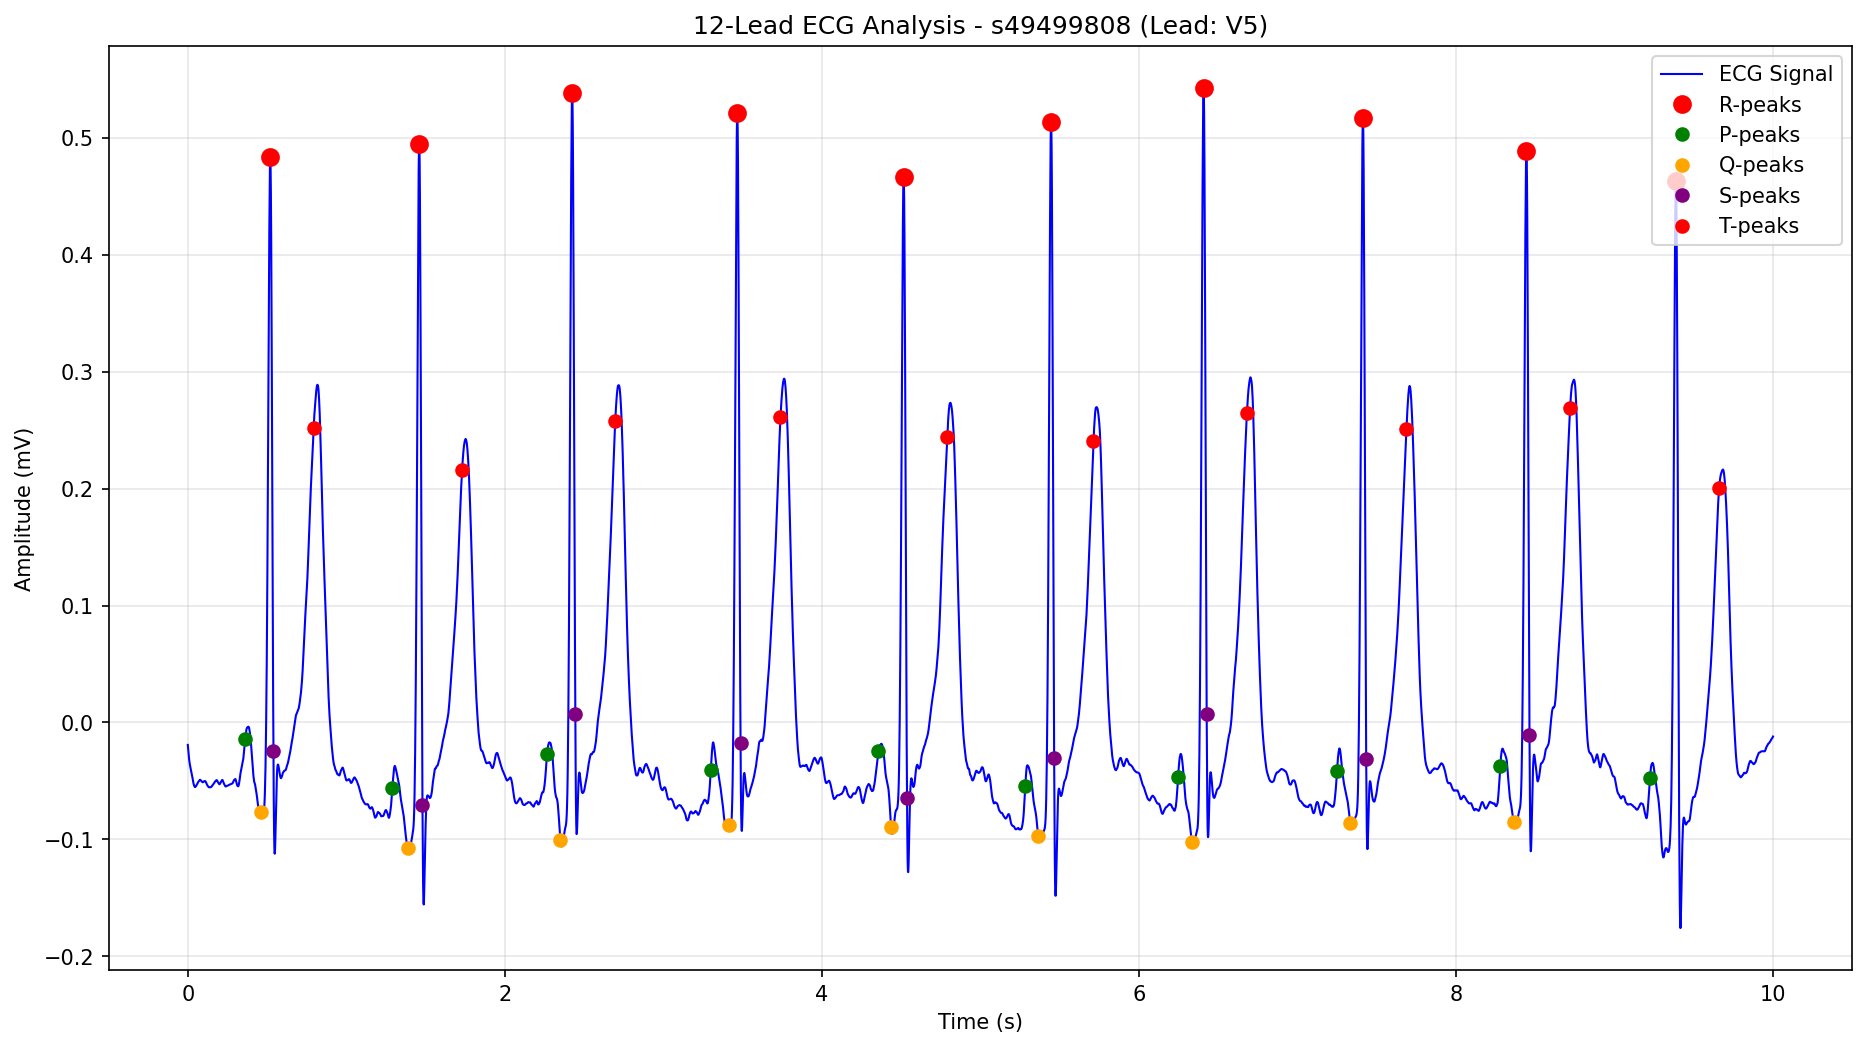 12-Lead ECG Analysis - s49499808 (Lead: V5)
ECG Signal
R-peaks
P-peaks
Q-peaks
S-peaks
T-peaks
Amplitude (mV)
0.5
0.4
0.3
0.2
0.1
0.0
−0.1
−0.2
0 2 4 6 8 10
Time (s)